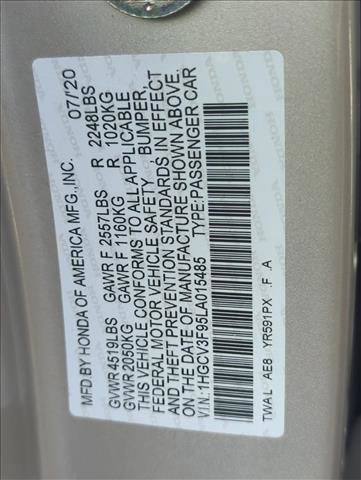 MFD BY HONDA OF AMERICA MFG., INC. 07/20
GVWR 4519LBS GAWR F 2557LBS R 2248LBS
GVWR 2050KG GAWR F 1160KG R 1020KG
THIS VEHICLE CONFORMS TO ALL APPLICABLE
FEDERAL MOTOR VEHICLE SAFETY, BUMPER,
AND THEFT PREVENTION STANDARDS IN EFFECT
ON THE DATE OF MANUFACTURE SHOWN ABOVE.
V.I.N.: 1HGCV3F95LA015485 TYPE:PASSENGER CAR
TWA L AE8 YR591PX - F - A